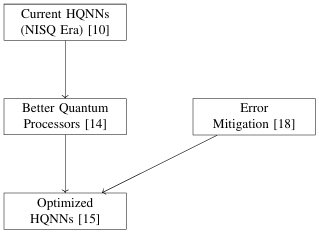 Current HQNNs
(NISQ Era) [10]
Better Quantum
Processors [14]
Error
Mitigation [18]
Optimized
HQNNs [15]